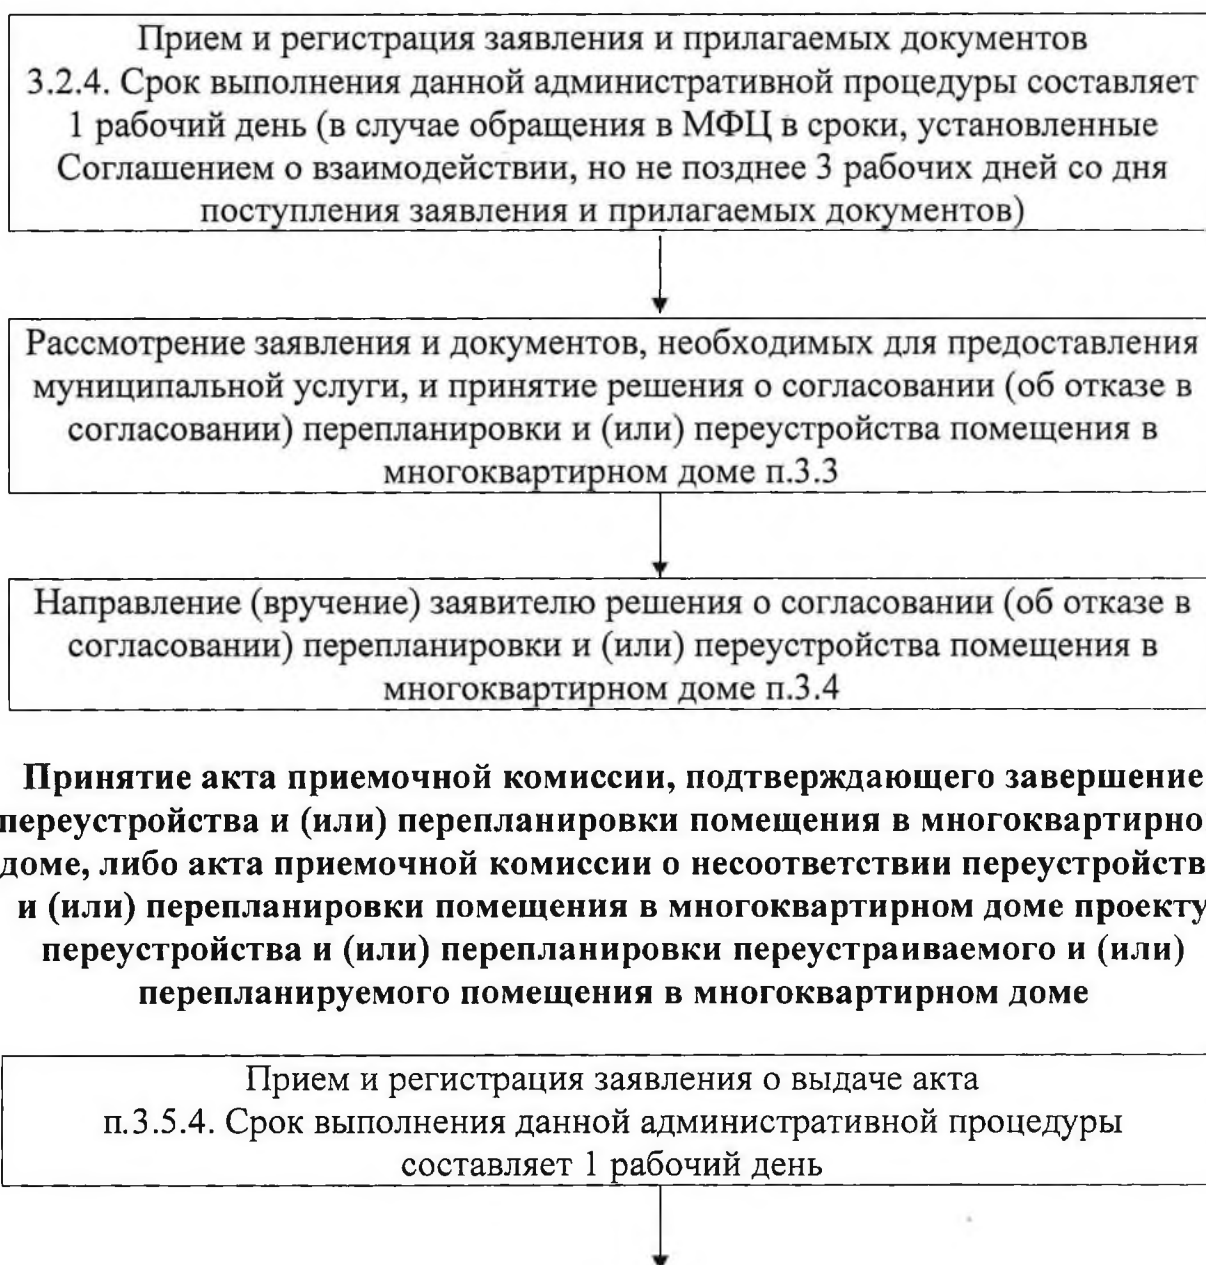 Прием и регистрация заявления и прилагаемых документов
3.2.4. Срок выполнения данной административной процедуры составляет
1 рабочий день (в случае обращения в МФЦ в сроки, установленные
Соглашением о взаимодействии, но не позднее 3 рабочих дней со дня
поступления заявления и прилагаемых документов)
Рассмотрение заявления и документов, необходимых для предоставления
муниципальной услуги, и принятие решения о согласовании (об отказе в
согласовании) перепланировки и (или) переустройства помещения в
многоквартирном доме п.3.3
Направление (вручение) заявителю решения о согласовании (об отказе в
согласовании) перепланировки и (или) переустройства помещения в
многоквартирном доме п.3.4
Принятие акта приемочной комиссии, подтверждающего завершение
переустройства и (или) перепланировки помещения в многоквартирно
доме, либо акта приемочной комиссии о несоответствии переустройств
и (или) перепланировки помещения в многоквартирном доме проекту
переустройства и (или) перепланировки переустраиваемого и (или)
перепланируемого помещения в многоквартирном доме
Прием и регистрация заявления о выдаче акта
п.3.5.4. Срок выполнения данной административной процедуры
составляет 1 рабочий день